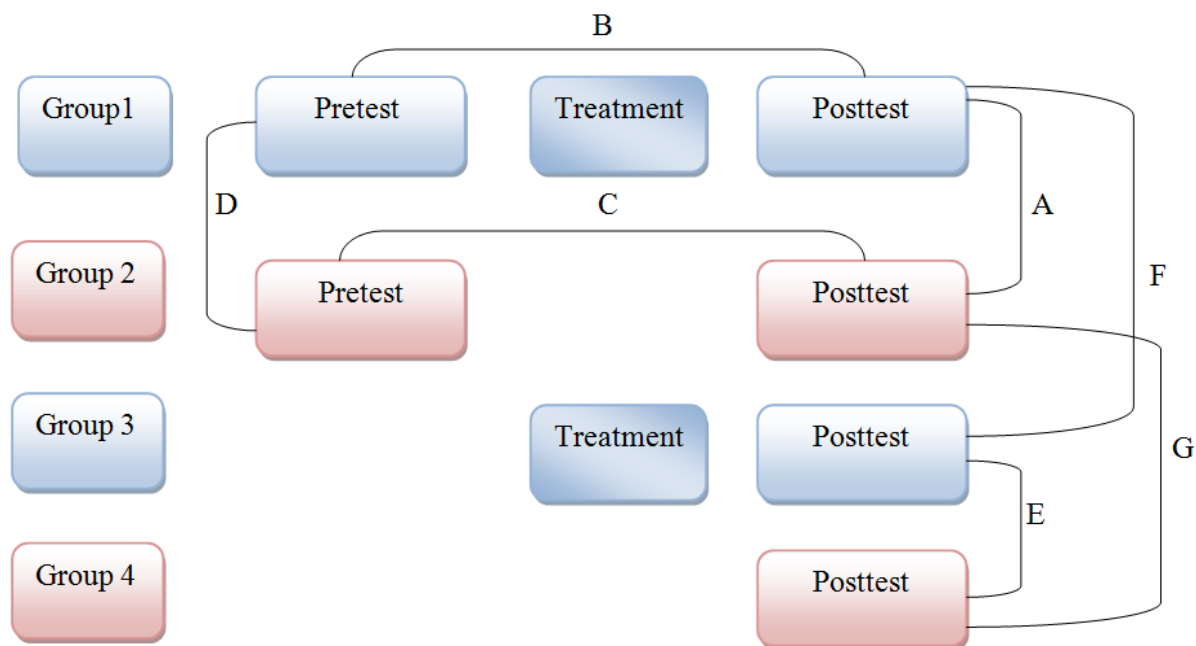 B
Group1
Pretest
Treatment
Posttest
D
C
A
Group 2
Pretest
Posttest
F
Group 3
Treatment
Posttest
G
E
Group 4
Posttest